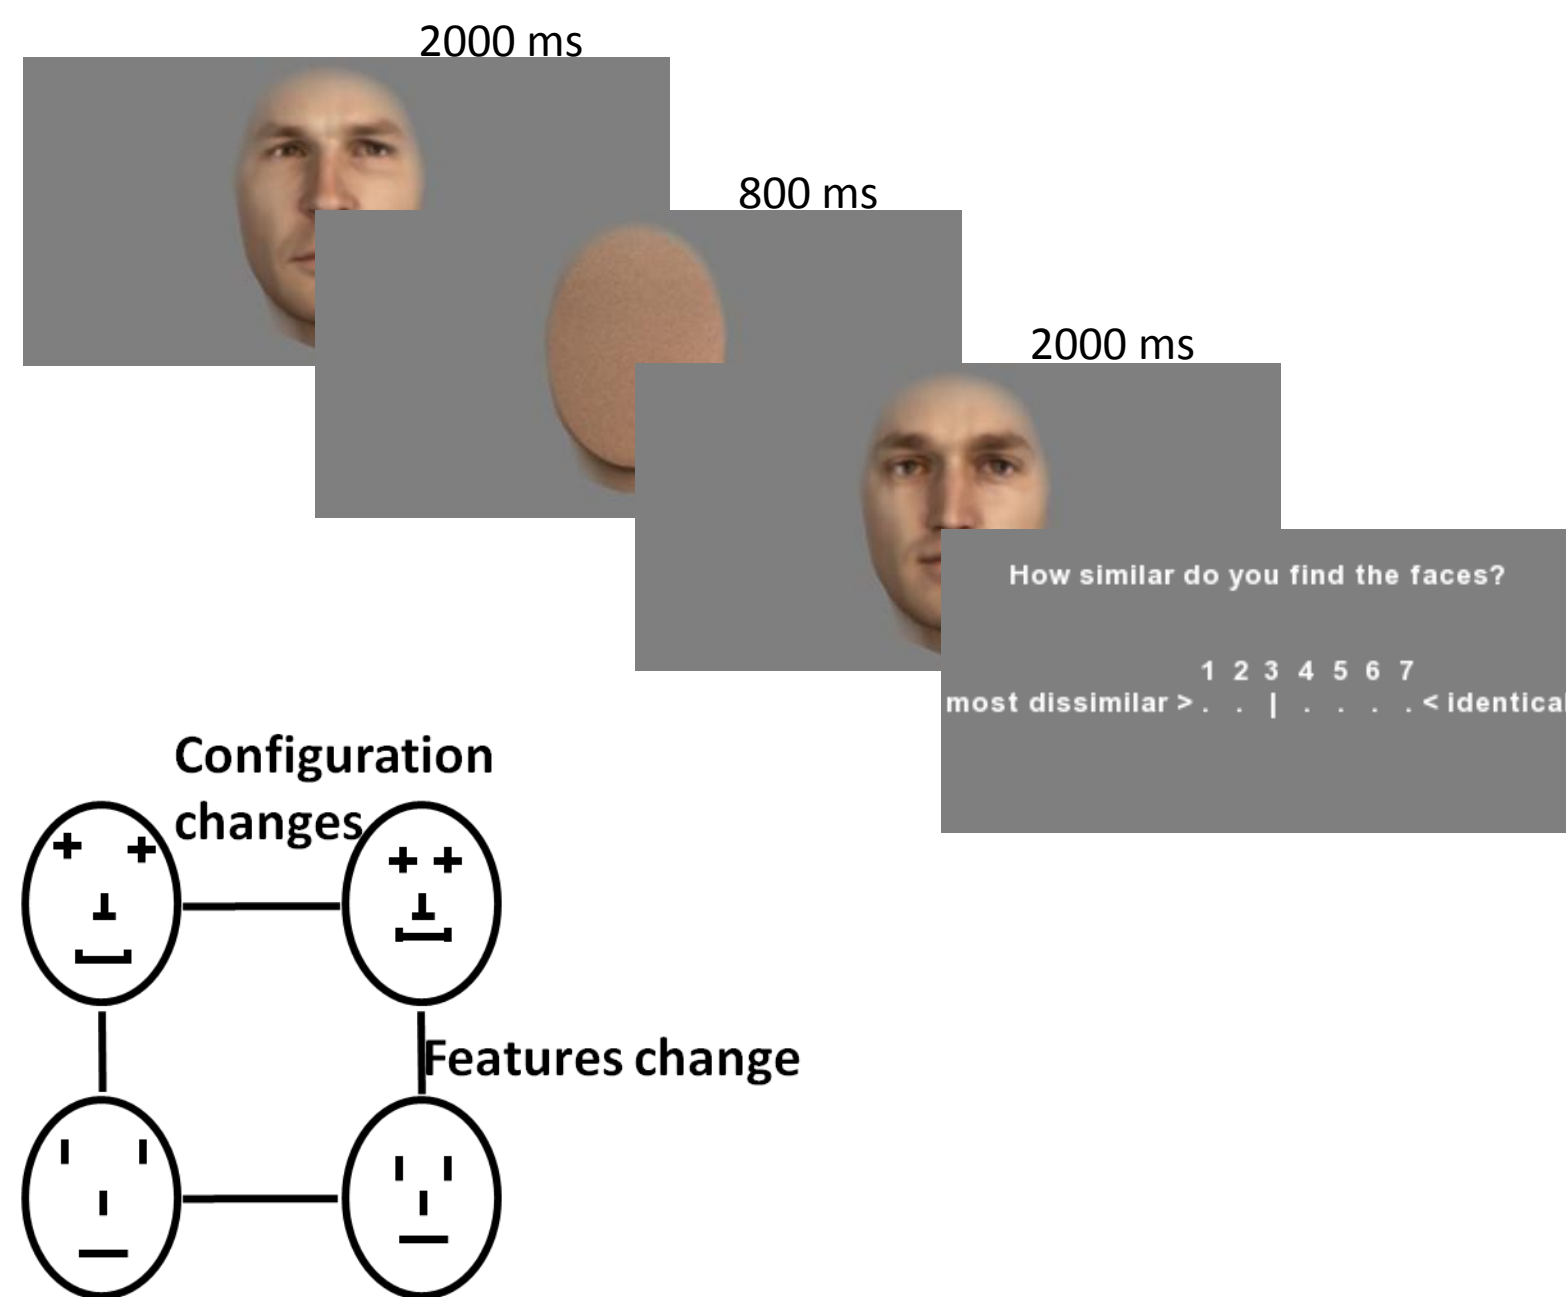 2000 ms
800 ms
2000 ms
How similar do you find the faces?
1 2 3 4 5 6 7
most dissimilar > . . | . . . . < identical
Configuration
changes
Features change